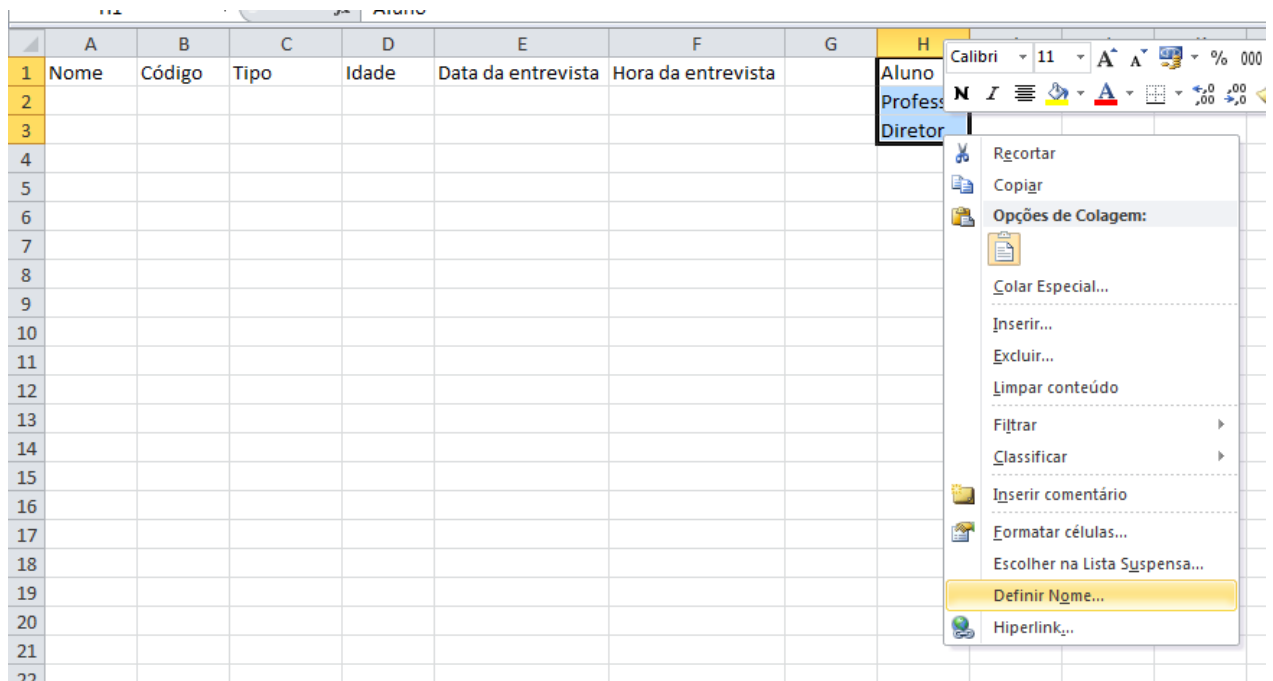 A B C D E F G H
Calibri 11 A A % 000
1 Nome Código Tipo Idade Data da entrevista Hora da entrevista Aluno
N I A ,00 ,00
2
3 Diretor
4 Recortar
5 Copiar
6 Opções de Colagem:
7
8 Colar Especial...
9
10 Inserir...
11 Excluir...
12 Limpar conteúdo
13 Filtrar
14 Classificar
15
16 Inserir comentário
17 Formatar células...
18 Escolher na Lista Suspensa...
19 Definir Nome...
20 Hiperlink...
21